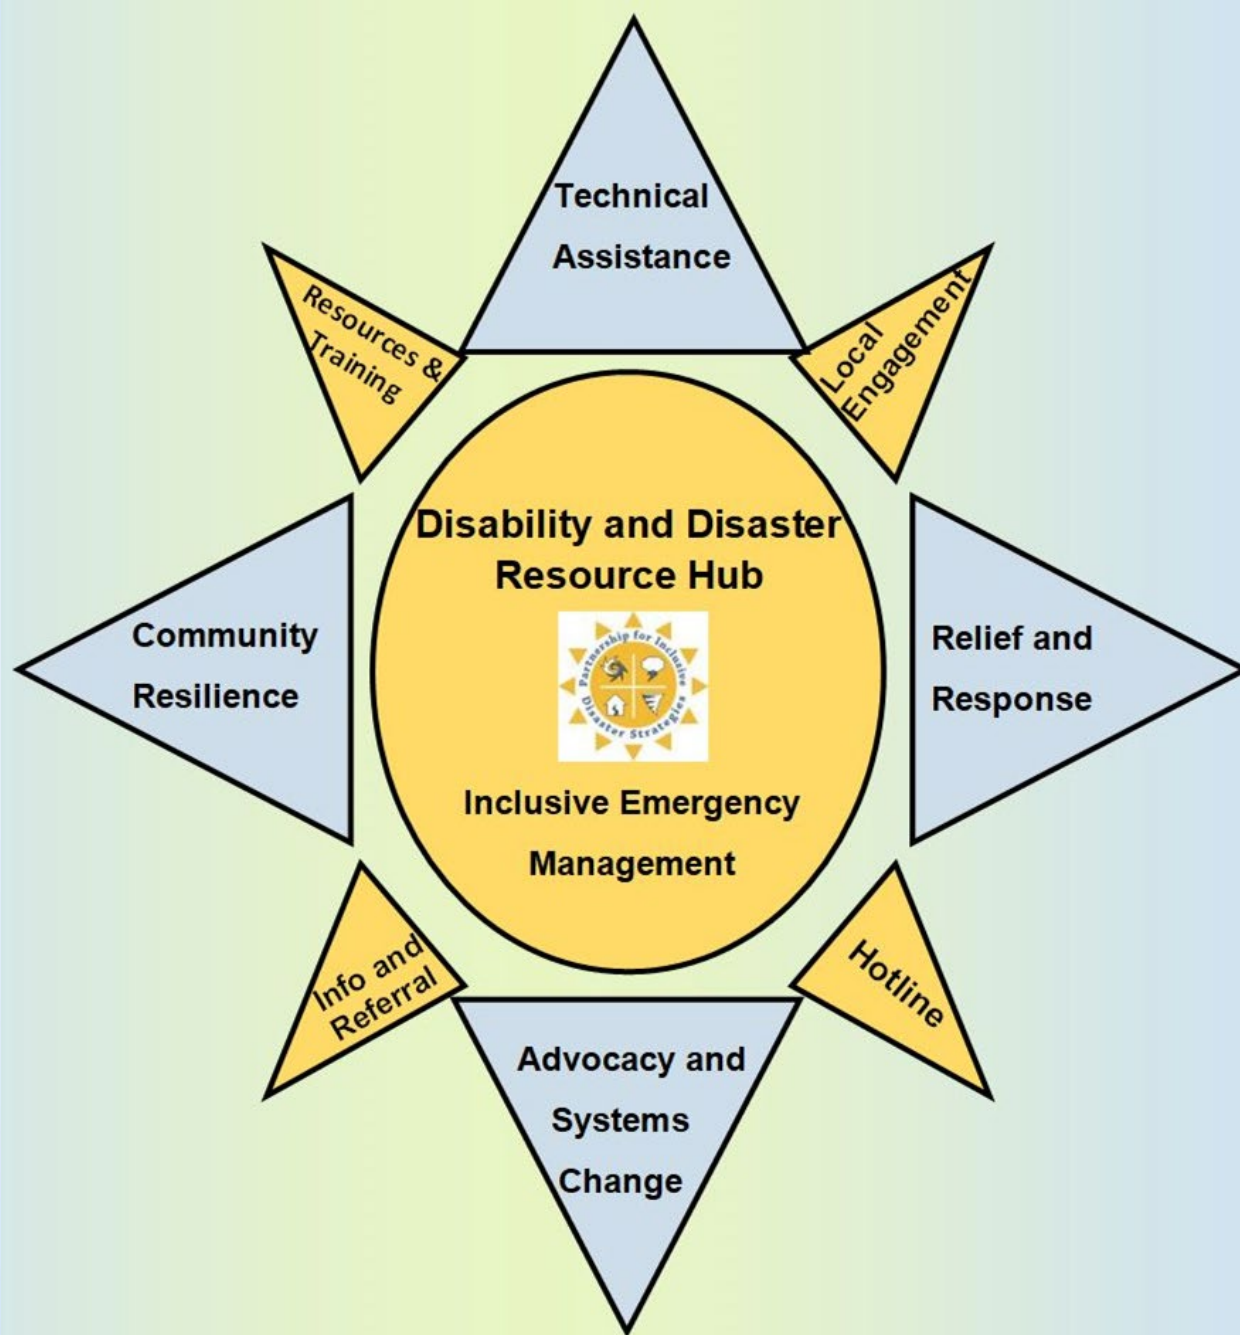 Technical
Assistance
Resources &
Training
Local
Engagement
Disability and Disaster
Resource Hub
Partnership for Inclusive
Disaster Strategies
Inclusive Emergency
Management
Community
Resilience
Relief and
Response
Info and
Referral
Hotline
Advocacy and
Systems
Change